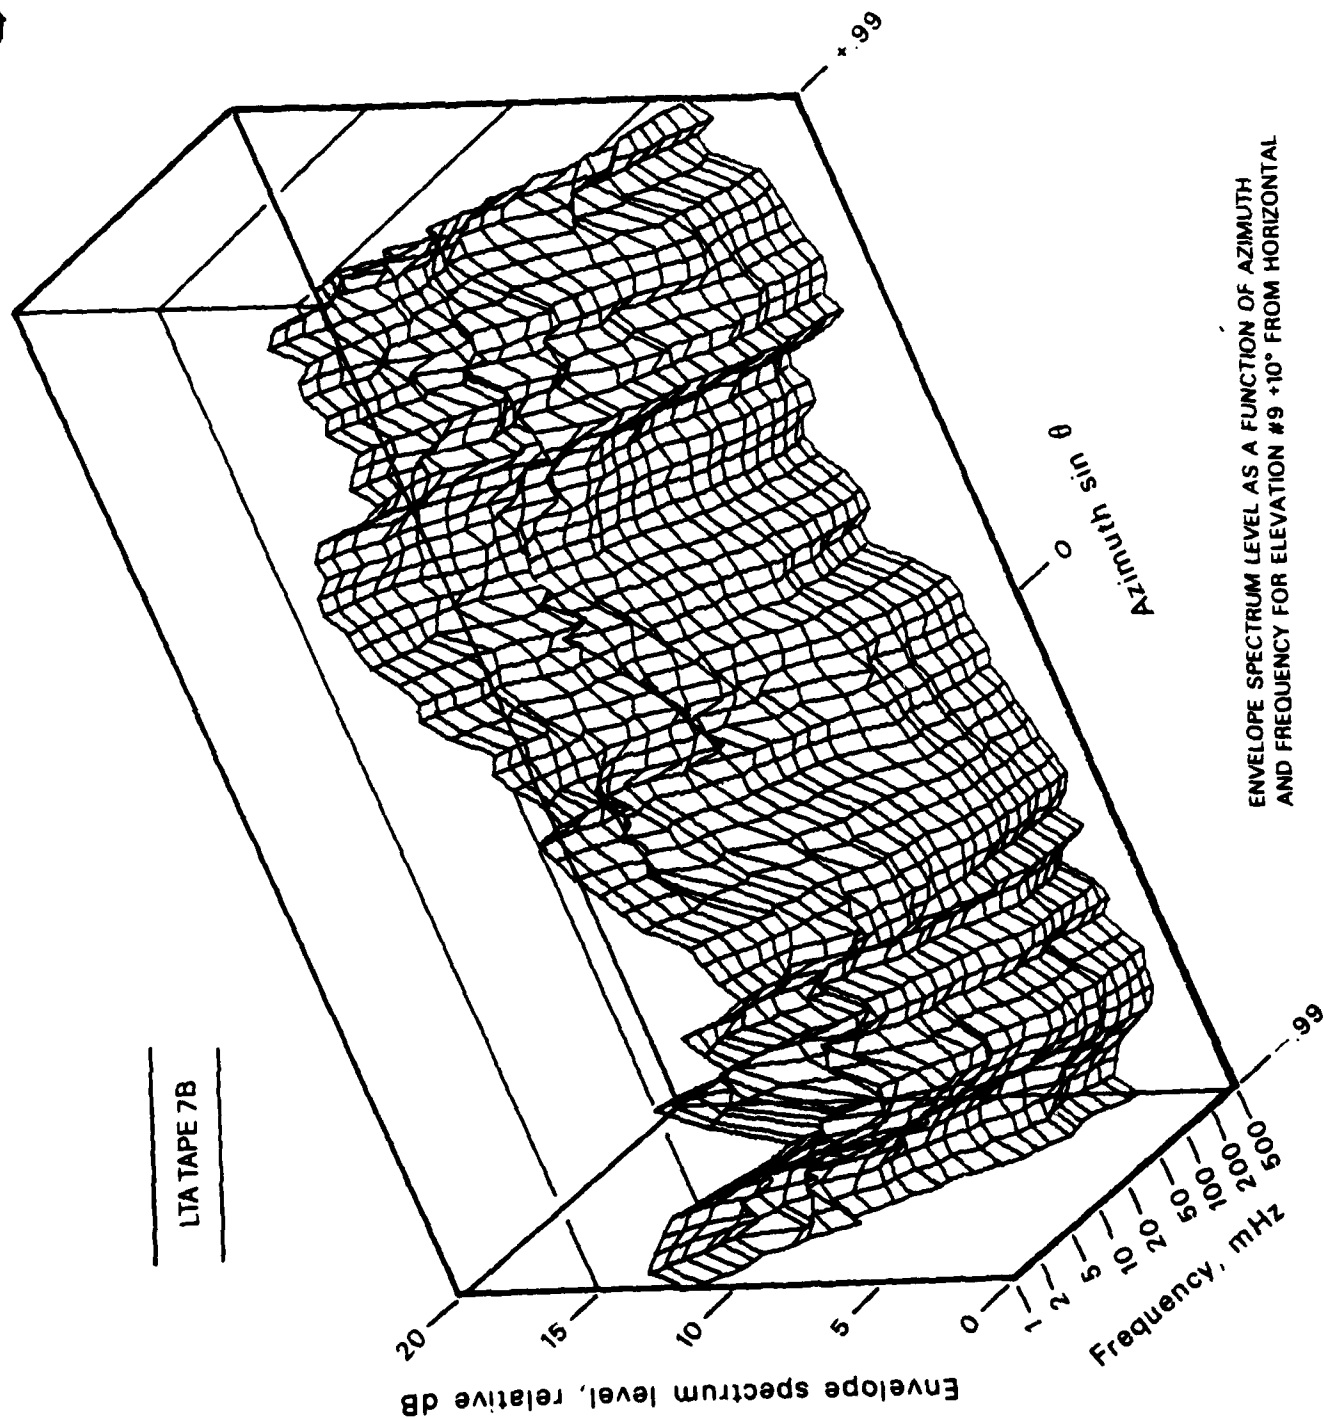 LTA TAPE 7B
Envelope spectrum level, relative dB
20
15
10
5
0
1
2
5
10
20
50
100
200
500
Frequency, mHz
-.99
0
+.99
Azimuth sin θ
ENVELOPE SPECTRUM LEVEL AS A FUNCTION OF AZIMUTH
AND FREQUENCY FOR ELEVATION #9 +10° FROM HORIZONTAL